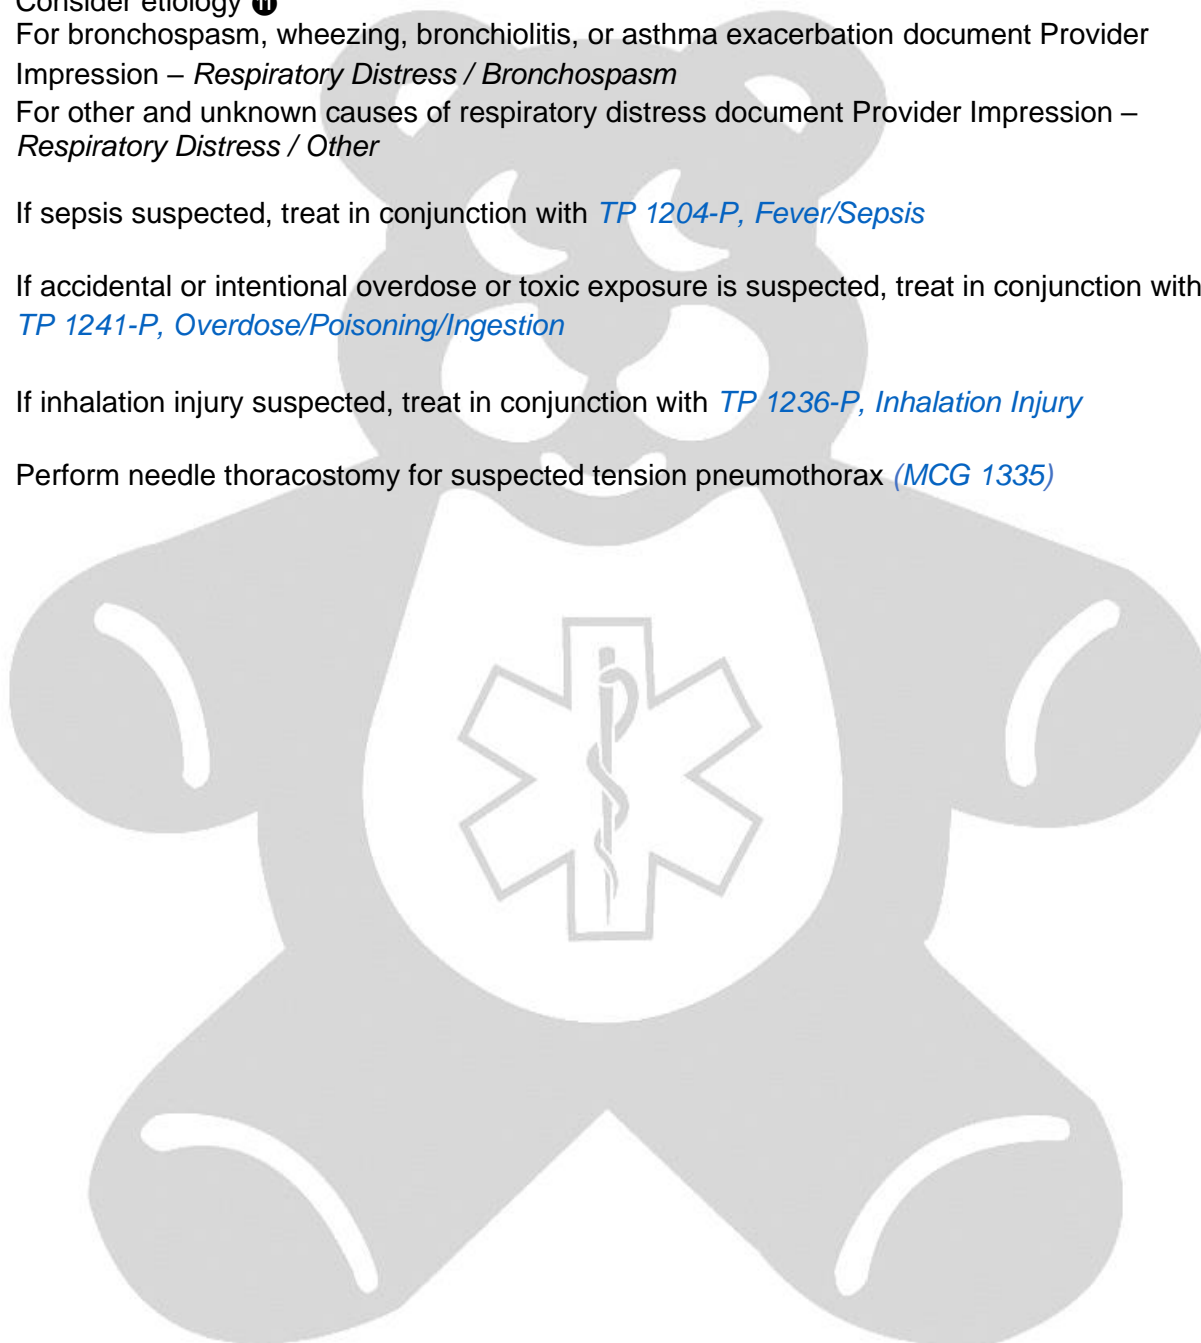 Consider etiology ⓫
For bronchospasm, wheezing, bronchiolitis, or asthma exacerbation document Provider
Impression – Respiratory Distress / Bronchospasm
For other and unknown causes of respiratory distress document Provider Impression –
Respiratory Distress / Other
If sepsis suspected, treat in conjunction with TP 1204-P, Fever/Sepsis
If accidental or intentional overdose or toxic exposure is suspected, treat in conjunction with
TP 1241-P, Overdose/Poisoning/Ingestion
If inhalation injury suspected, treat in conjunction with TP 1236-P, Inhalation Injury
Perform needle thoracostomy for suspected tension pneumothorax (MCG 1335)